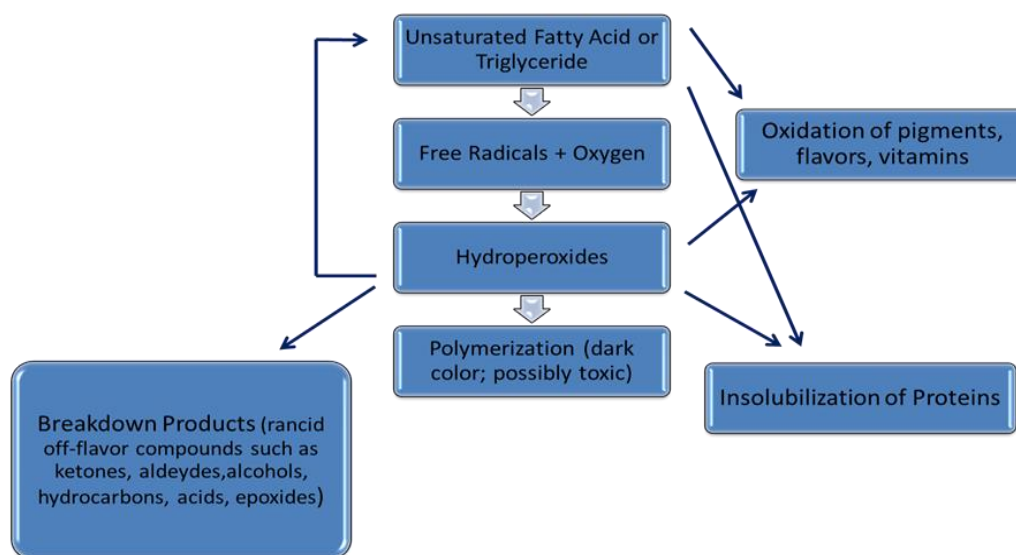 Unsaturated Fatty Acid or
Triglyceride
Free Radicals + Oxygen
Oxidation of pigments,
flavors, vitamins
Hydroperoxides
Polymerization (dark
color; possibly toxic)
Insolubilization of Proteins
Breakdown Products (rancid
off-flavor compounds such as
ketones, aldeydes,alcohols,
hydrocarbons, acids, epoxides)